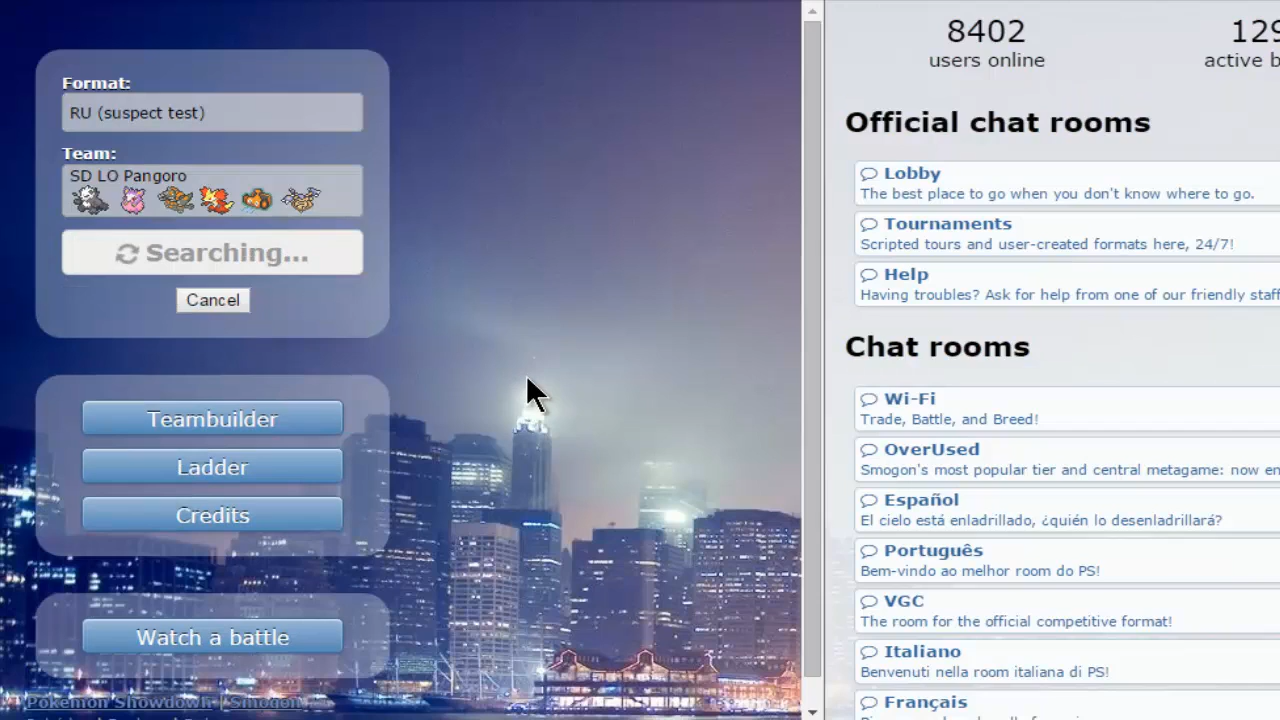 Format:
RU (suspect test)
Team:
SD LO Pangoro
Searching...
Cancel
Teambuilder
Ladder
Credits
Watch a battle
Pokemon Showdown | Smogon
8402
users online
129
active b
Official chat rooms
Lobby
The best place to go when you don't know where to go.
Tournaments
Scripted tours and user-created formats here, 24/7!
Help
Having troubles? Ask for help from one of our friendly staff
Chat rooms
Wi-Fi
Trade, Battle, and Breed!
OverUsed
Smogon's most popular tier and central metagame: now en
Español
El cielo está enladrillado, ¿quién lo desenladrillará?
Português
Bem-vindo ao melhor room do PS!
VGC
The room for the official competitive format!
Italiano
Benvenuti nella room italiana di PS!
Français